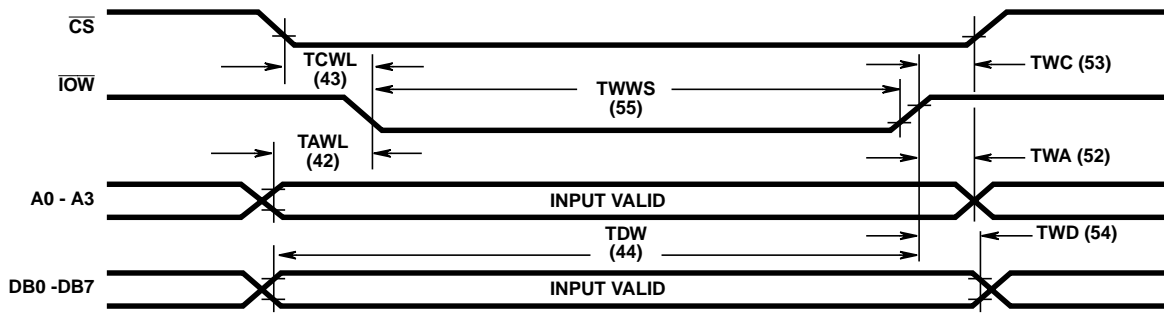 CS
TCWL
(43)
TWC (53)
IOW
TWWS
(55)
TAWL
(42)
TWA (52)
A0 - A3
INPUT VALID
TDW
(44)
TWD (54)
DB0 -DB7
INPUT VALID